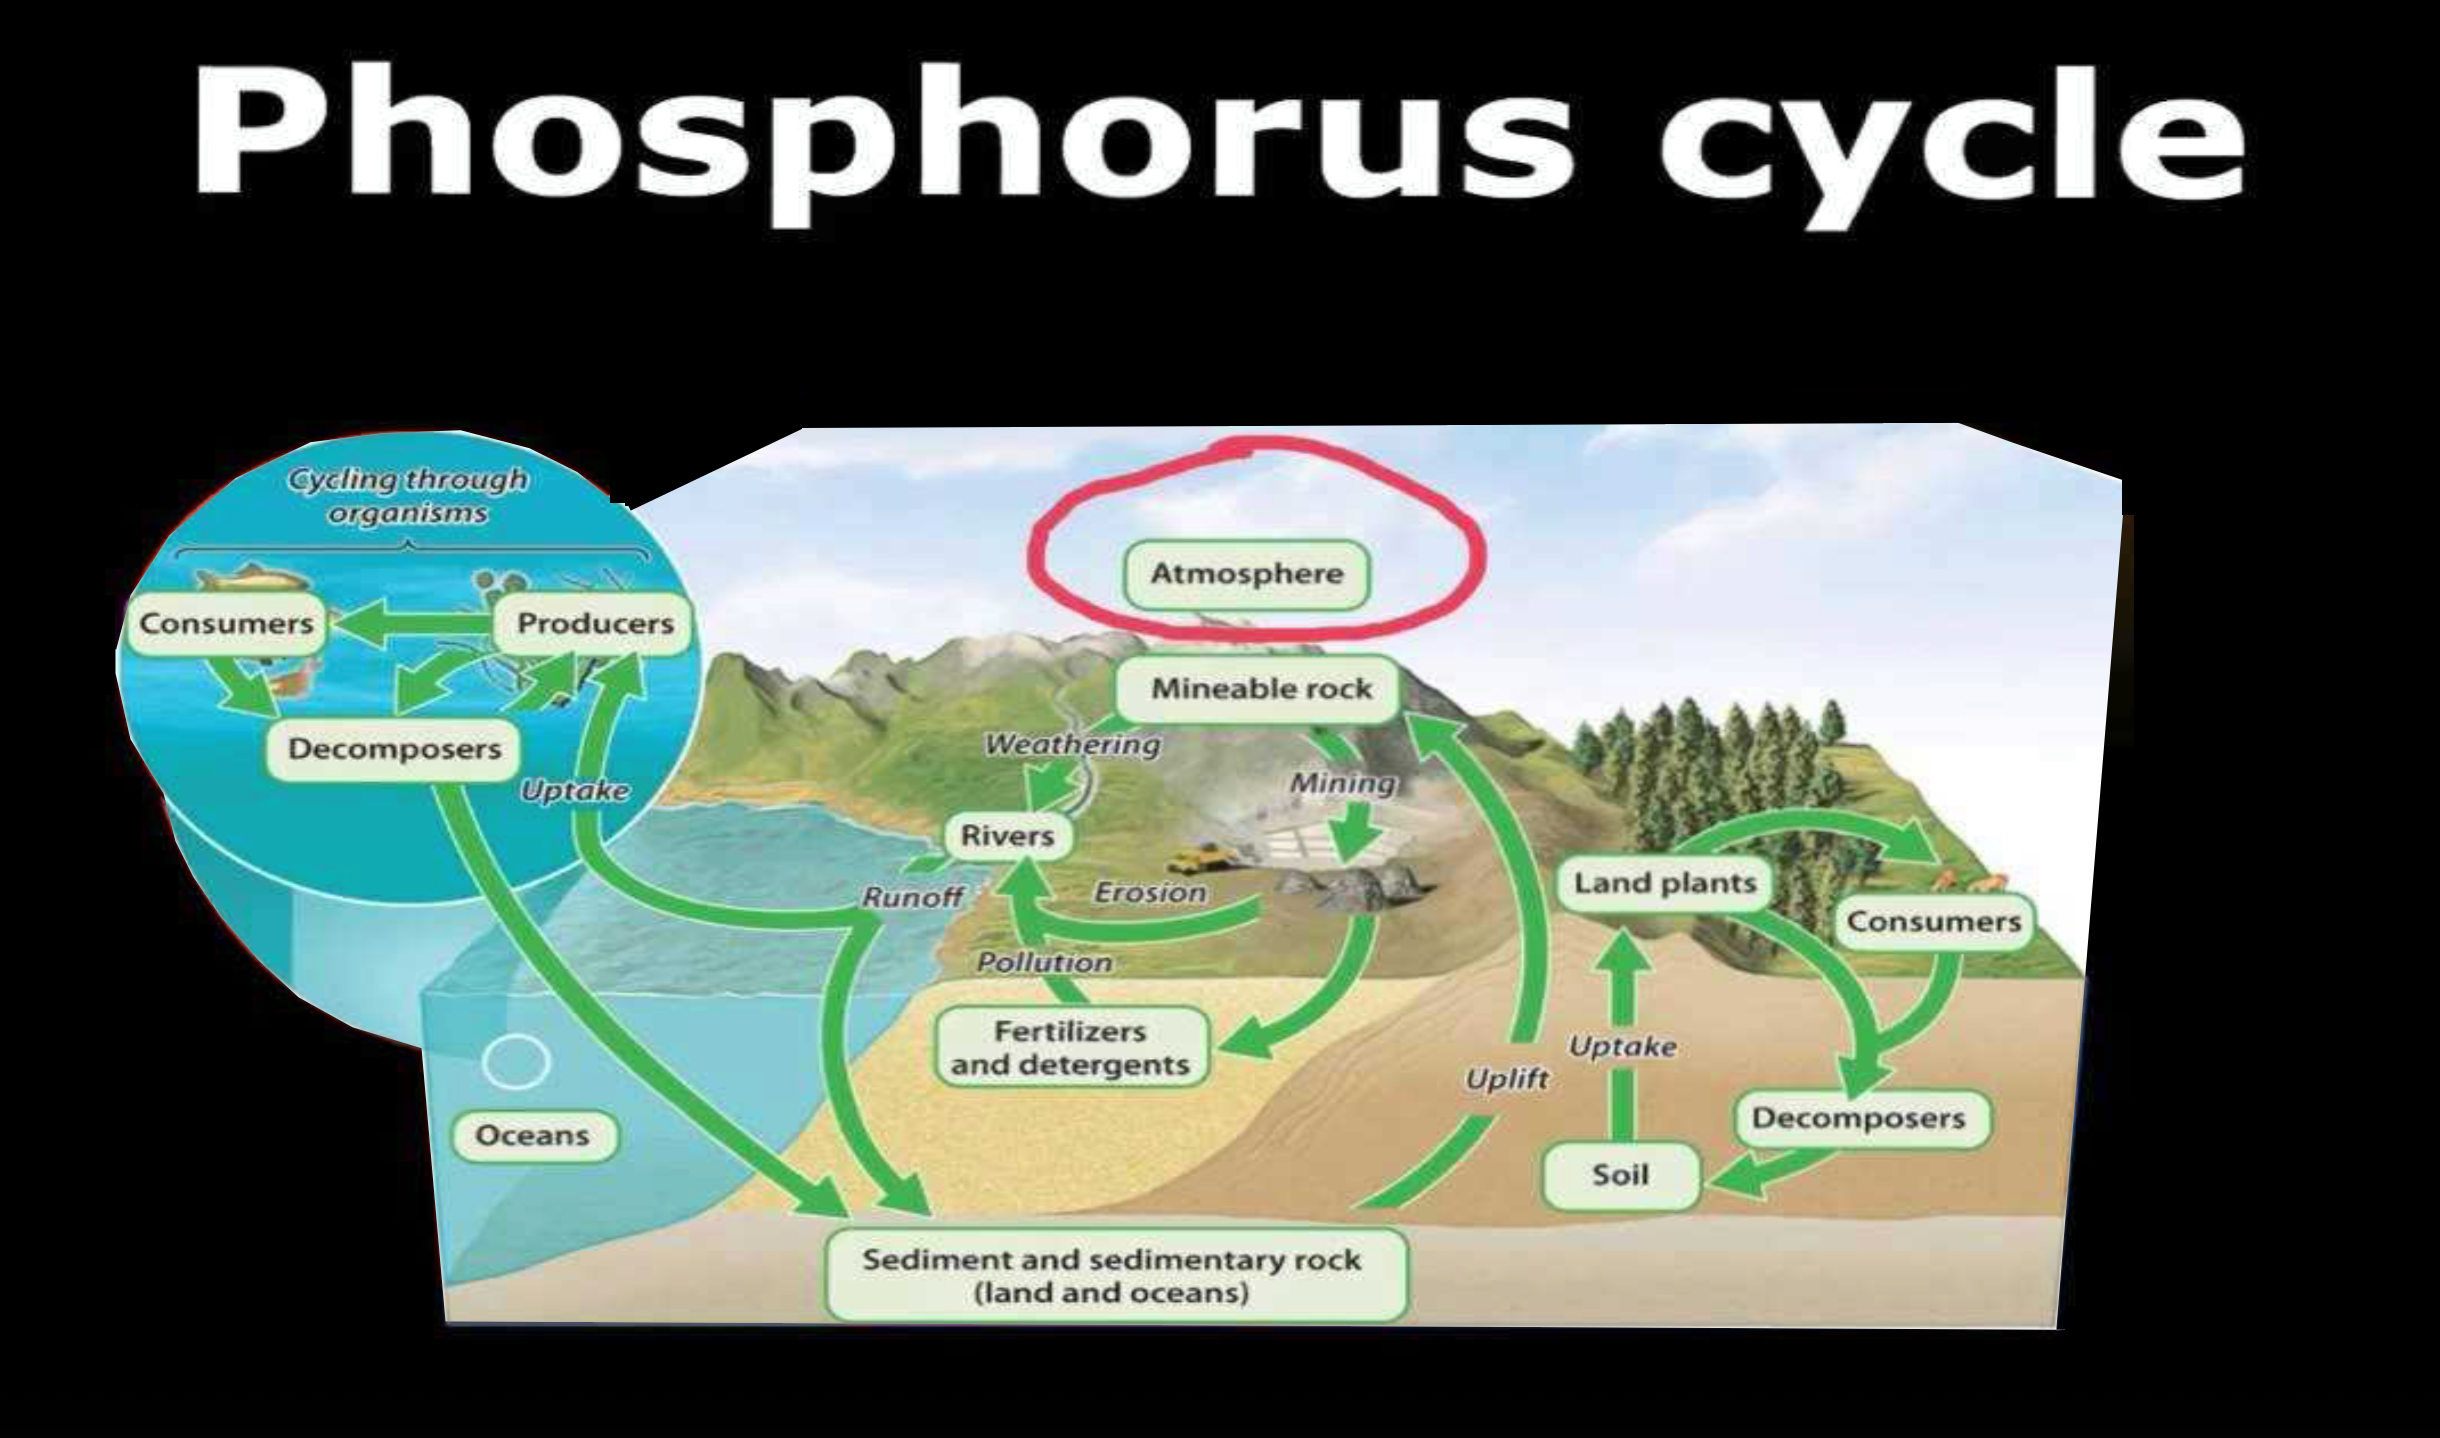 Phosphorus cycle
Cycling through
organisms
Consumers
Producers
Decomposers
Uptake
Atmosphere
Mineable rock
Weathering
Mining
Rivers
Runoff
Erosion
Pollution
Fertilizers
and detergents
Land plants
Consumers
Uptake
Uplift
Decomposers
Soil
Oceans
Sediment and sedimentary rock
(land and oceans)